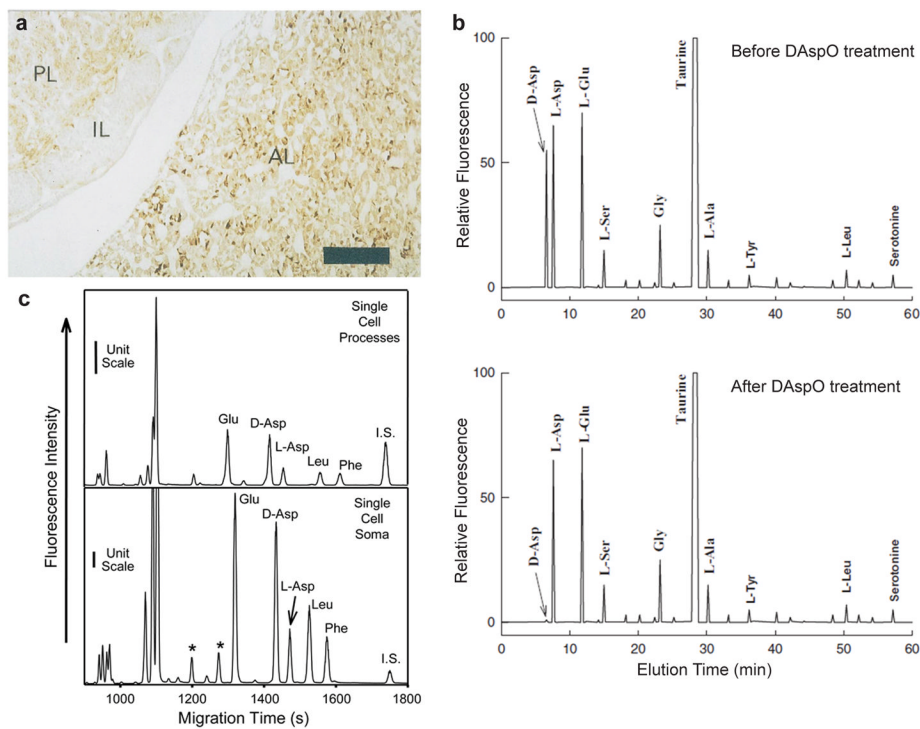 a
PL
IL
AL
b
Before DAspO treatment
Relative Fluorescence
100
50
0
D-Asp
L-Asp
L-Glu
L-Ser
Gly
Taurine
L-Ala
L-Tyr
L-Leu
Serotonine
0 10 20 30 40 50 60
After DAspO treatment
Relative Fluorescence
100
50
0
D-Asp
L-Asp
L-Glu
L-Ser
Gly
Taurine
L-Ala
L-Tyr
L-Leu
Serotonine
0 10 20 30 40 50 60
Elution Time (min)
c
Fluorescence Intensity
Unit
Scale
Single
Cell
Processes
Glu
D-Asp
L-Asp
Leu
Phe
I.S.
Unit
Scale
Single
Cell
Soma
*
*
Glu
D-Asp
L-Asp
Leu
Phe
I.S.
1000 1200 1400 1600 1800
Migration Time (s)